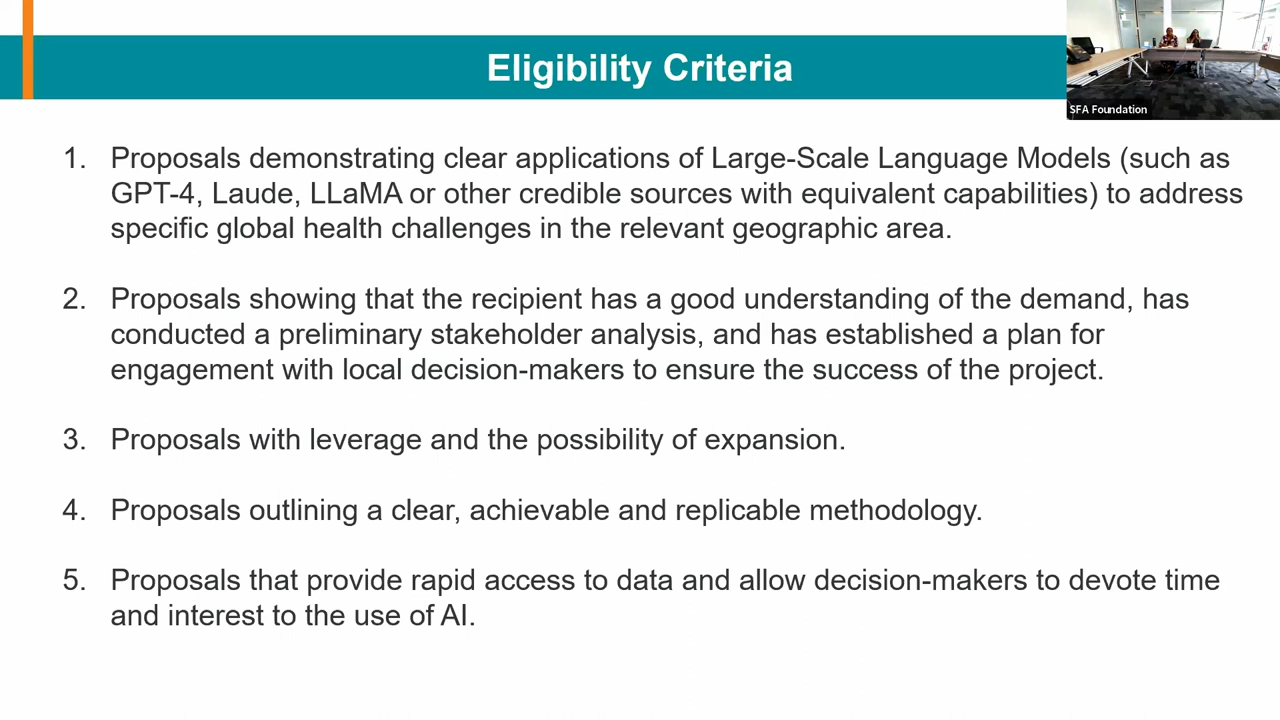 Eligibility Criteria
SFA Foundation
1. Proposals demonstrating clear applications of Large-Scale Language Models (such as
GPT-4, Laude, LLaMA or other credible sources with equivalent capabilities) to address
specific global health challenges in the relevant geographic area.
2. Proposals showing that the recipient has a good understanding of the demand, has
conducted a preliminary stakeholder analysis, and has established a plan for
engagement with local decision-makers to ensure the success of the project.
3. Proposals with leverage and the possibility of expansion.
4. Proposals outlining a clear, achievable and replicable methodology.
5. Proposals that provide rapid access to data and allow decision-makers to devote time
and interest to the use of AI.